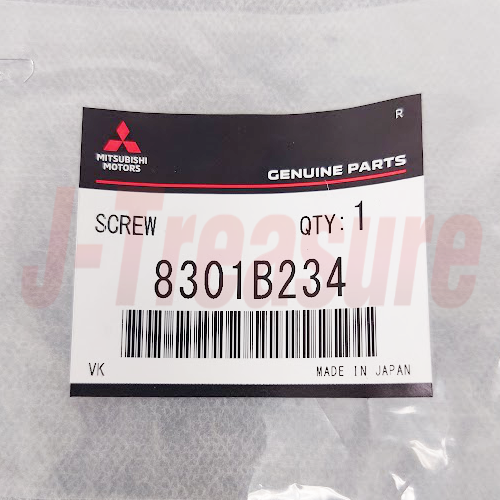 R
MITSUBISHI
MOTORS
GENUINE PARTS
SCREW QTY: 1
J-Treasure
8301B234
VK MADE IN JAPAN